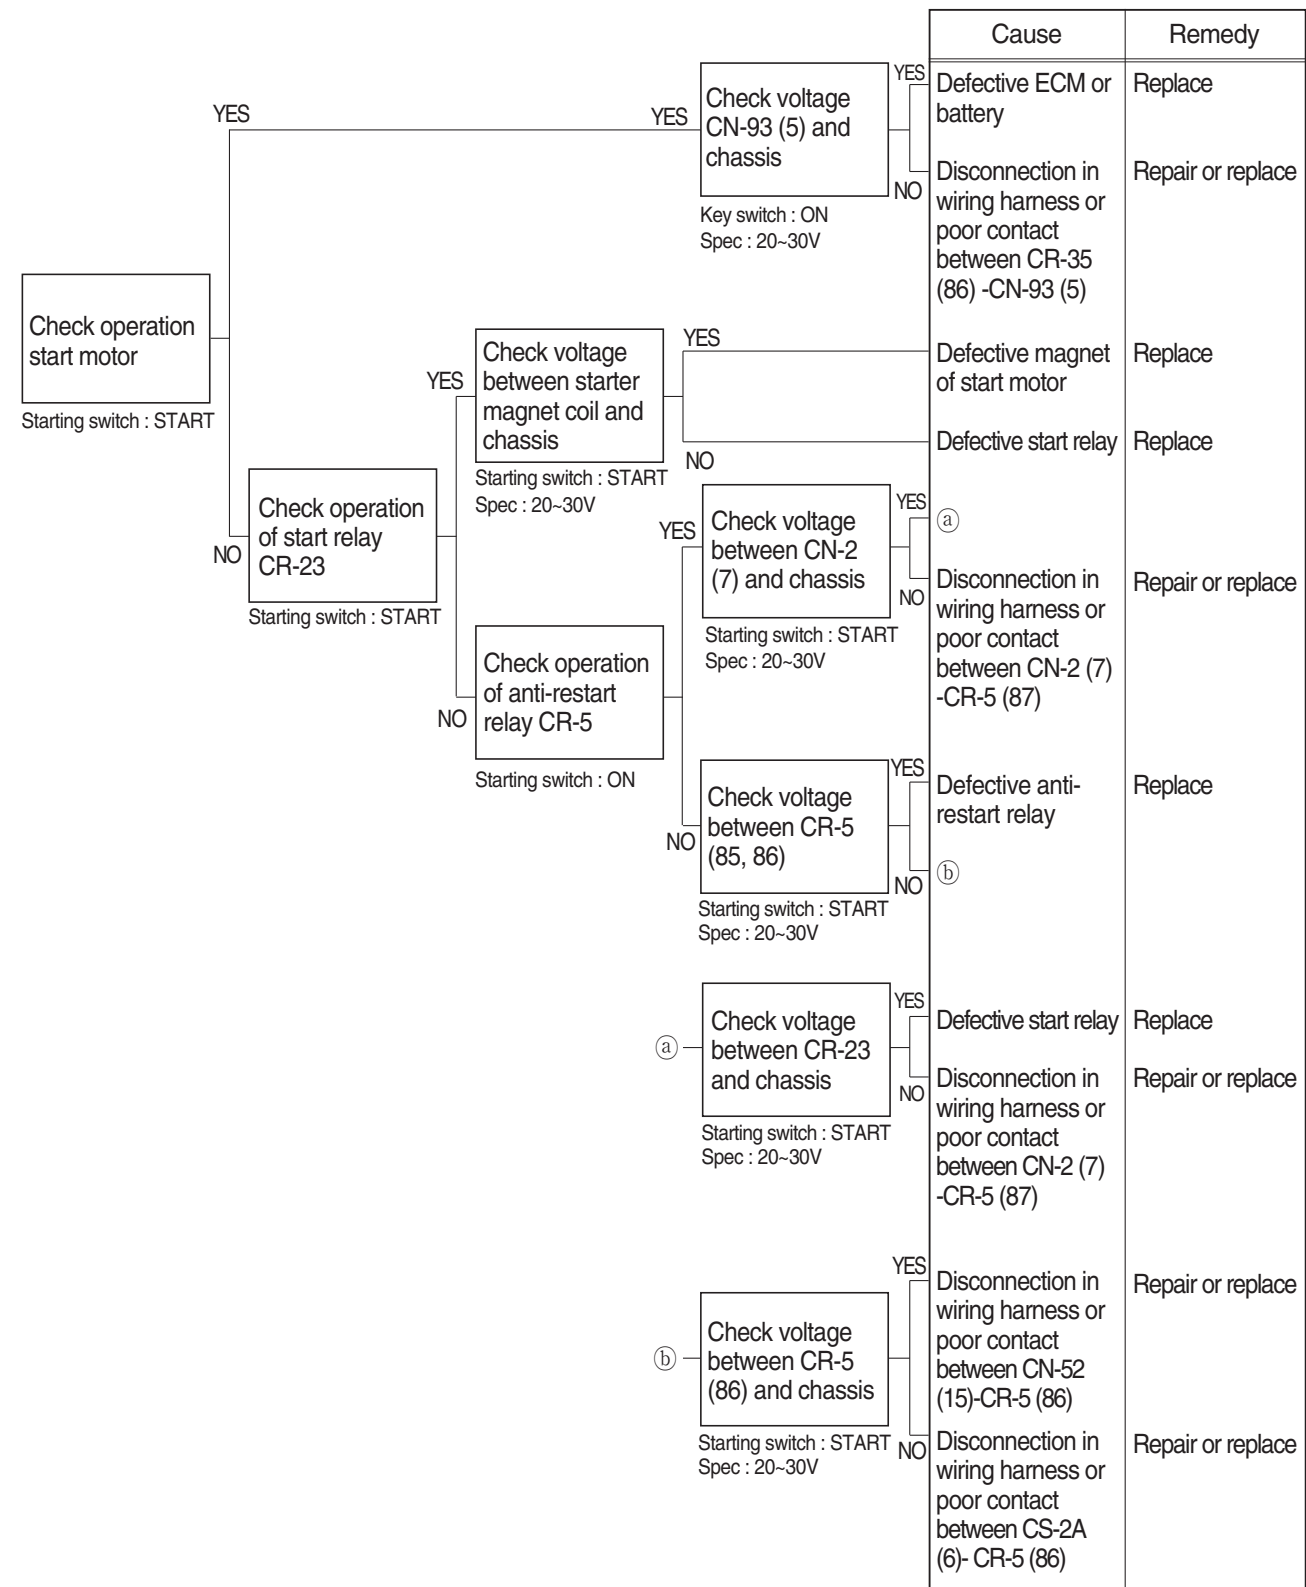 Cause
Remedy
YES
YES
Check voltage
CN-93 (5) and
chassis
Key switch : ON
Spec : 20~30V
YES
Defective ECM or
battery
Replace
NO
Disconnection in
wiring harness or
poor contact
between CR-35
(86) -CN-93 (5)
Repair or replace
Check operation
start motor
Starting switch : START
NO
Check operation
of start relay
CR-23
Starting switch : START
YES
Check voltage
between starter
magnet coil and
chassis
Starting switch : START
Spec : 20~30V
YES
Defective magnet
of start motor
Replace
NO
Defective start relay
Replace
NO
Check operation
of anti-restart
relay CR-5
Starting switch : ON
YES
Check voltage
between CN-2
(7) and chassis
Starting switch : START
Spec : 20~30V
YES
ⓐ
NO
Disconnection in
wiring harness or
poor contact
between CN-2 (7)
-CR-5 (87)
Repair or replace
NO
Check voltage
between CR-5
(85, 86)
Starting switch : START
Spec : 20~30V
YES
Defective anti-
restart relay
Replace
NO
ⓑ
ⓐ
Check voltage
between CR-23
and chassis
Starting switch : START
Spec : 20~30V
YES
Defective start relay
Replace
NO
Disconnection in
wiring harness or
poor contact
between CN-2 (7)
-CR-5 (87)
Repair or replace
ⓑ
Check voltage
between CR-5
(86) and chassis
Starting switch : START
Spec : 20~30V
YES
Disconnection in
wiring harness or
poor contact
between CN-52
(15)-CR-5 (86)
Repair or replace
NO
Disconnection in
wiring harness or
poor contact
between CS-2A
(6)- CR-5 (86)
Repair or replace